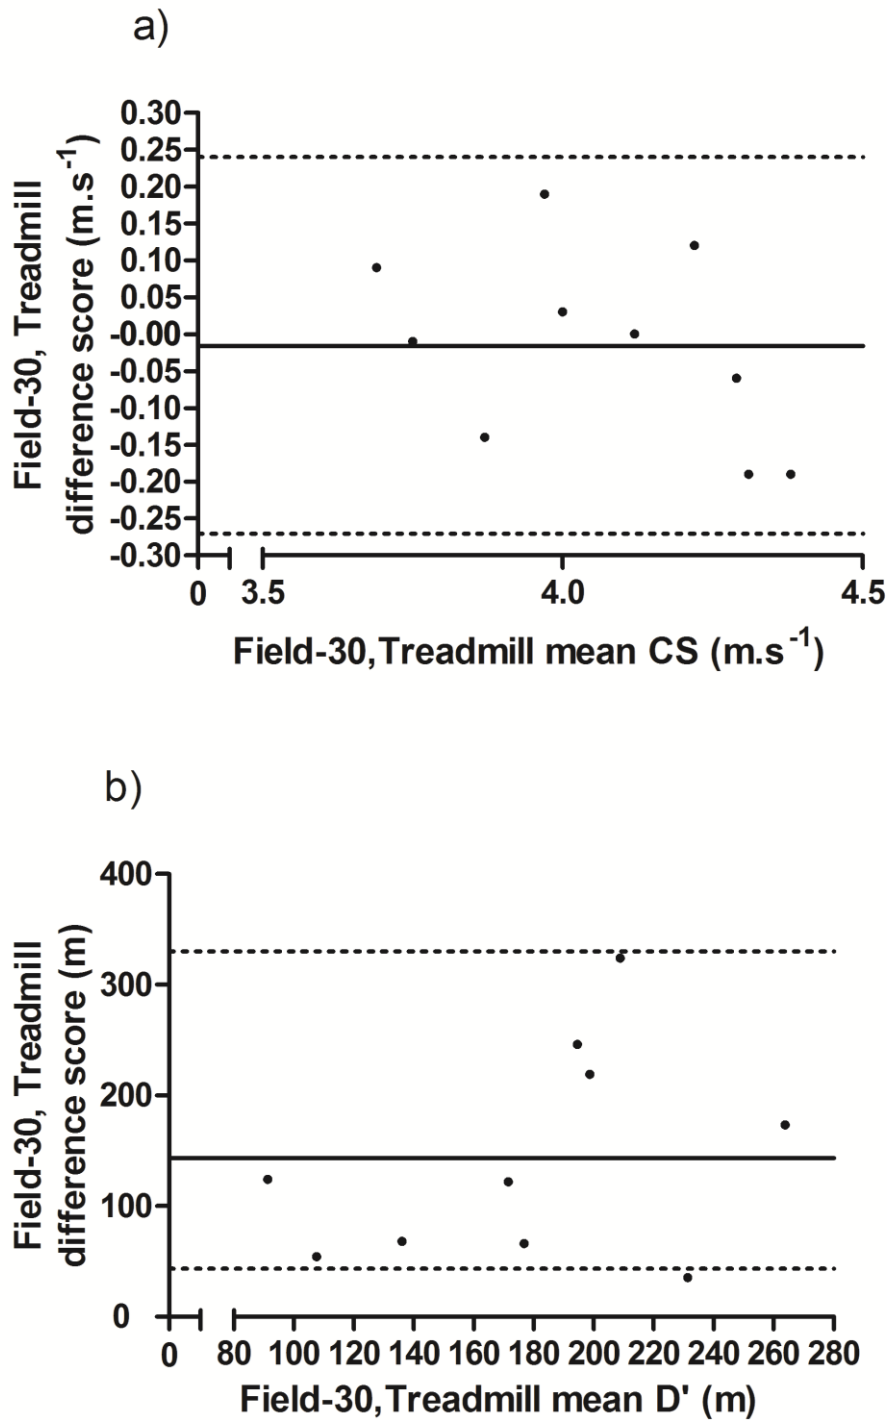 a)
Field-30, Treadmill
difference score (m.s-1)
0.30
0.25
0.20
0.15
0.10
0.05
-0.00
-0.05
-0.10
-0.15
-0.20
-0.25
-0.30
0 3.5 4.0 4.5
Field-30,Treadmill mean CS (m.s-1)
b)
Field-30, Treadmill
difference score (m)
400
300
200
100
0
0 80 100 120 140 160 180 200 220 240 260 280
Field-30,Treadmill mean D' (m)